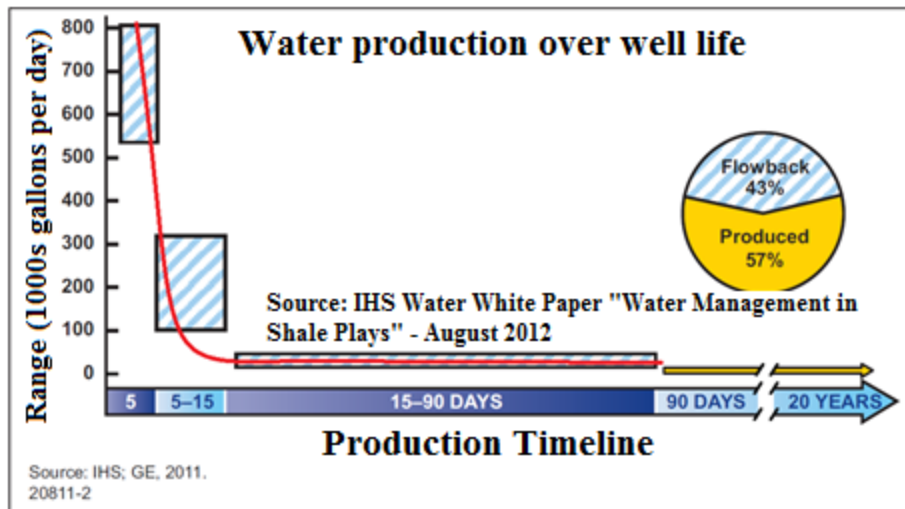 Water production over well life
Range (1000s gallons per day)
800
700
600
500
400
300
200
100
0
Flowback
43%
Produced
57%
Source: IHS Water White Paper "Water Management in
Shale Plays" - August 2012
5
5–15
15–90 DAYS
90 DAYS
20 YEARS
Production Timeline
Source: IHS; GE, 2011.
20811-2